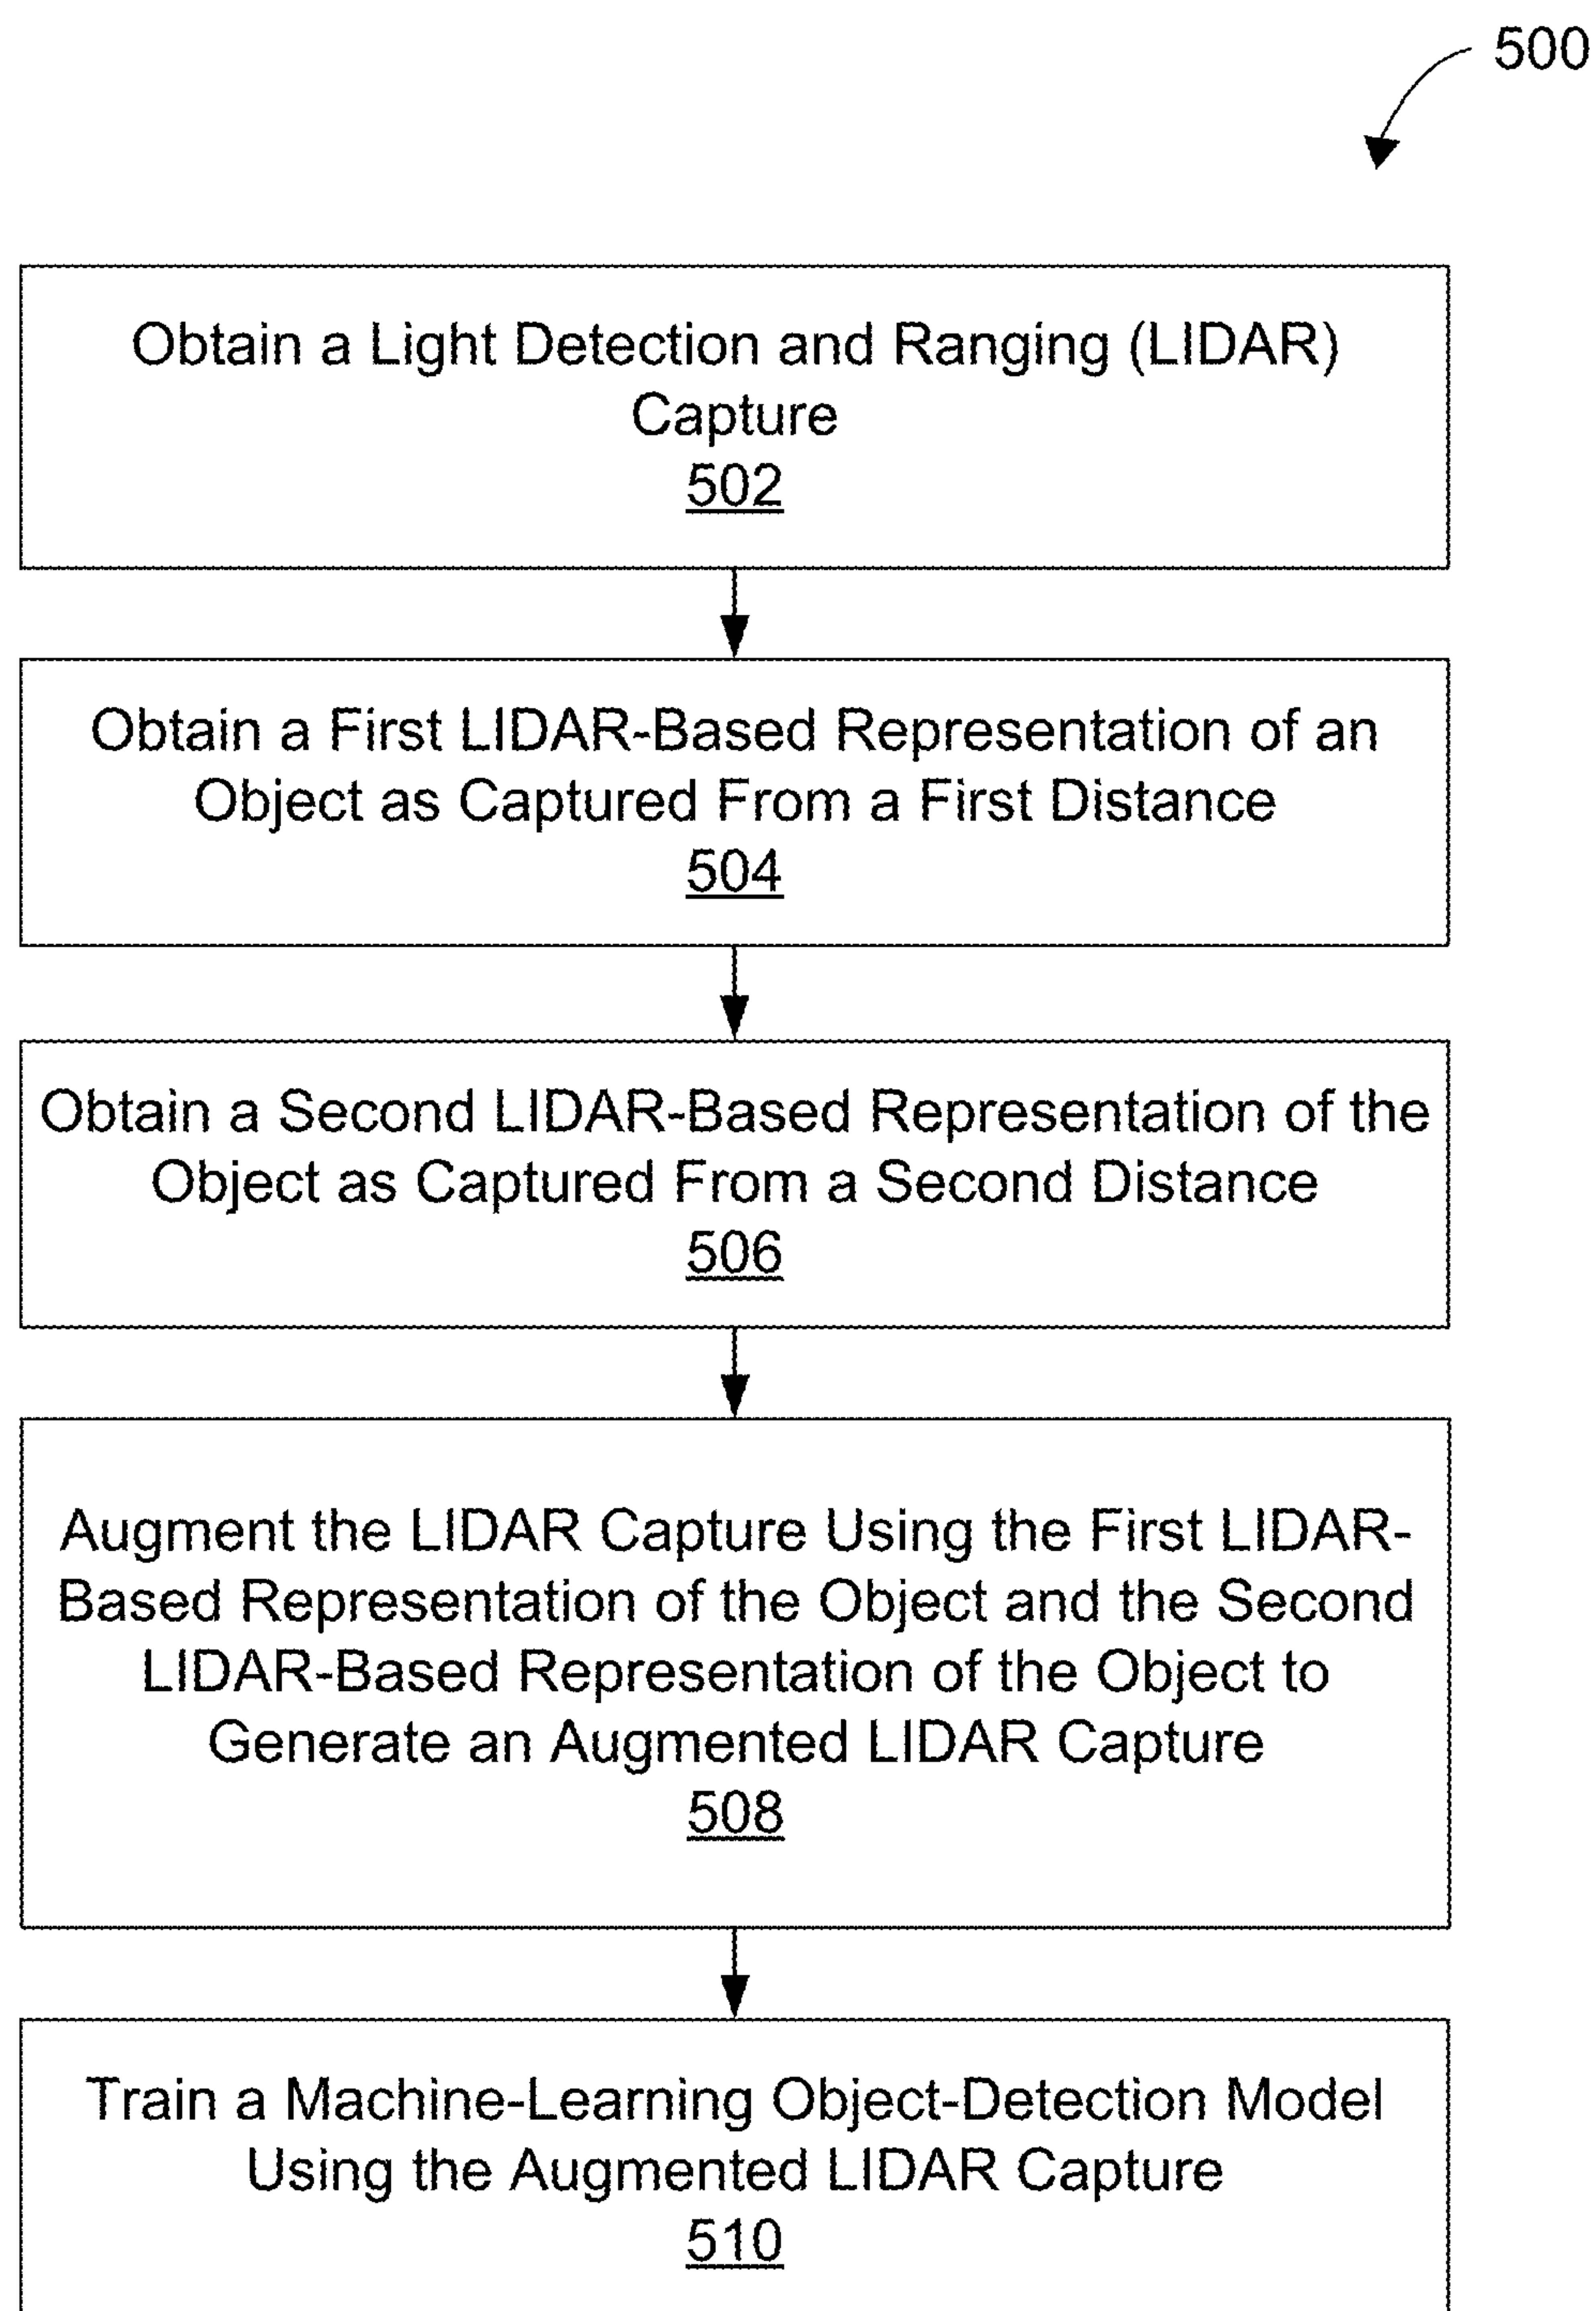 500
Obtain a Light Detection and Ranging (LIDAR)
Capture
502
Obtain a First LIDAR-Based Representation of an
Object as Captured From a First Distance
504
Obtain a Second LIDAR-Based Representation of the
Object as Captured From a Second Distance
506
Augment the LIDAR Capture Using the First LIDAR-
Based Representation of the Object and the Second
LIDAR-Based Representation of the Object to
Generate an Augmented LIDAR Capture
508
Train a Machine-Learning Object-Detection Model
Using the Augmented LIDAR Capture
510